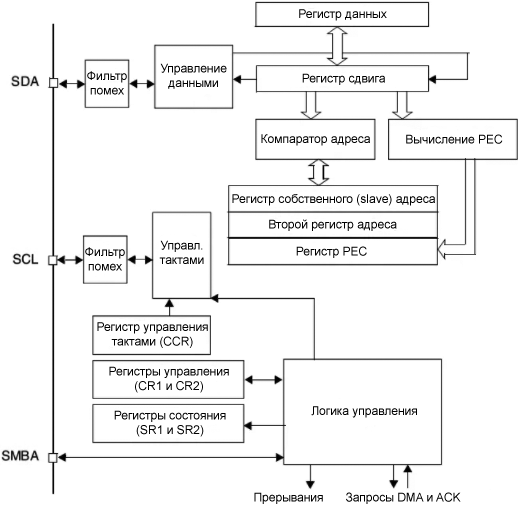 Регистр данных
SDA
Фильтр
помех
Управление
данными
Регистр сдвига
Компаратор адреса
Вычисление PEC
Регистр собственного (slave) адреса
Второй регистр адреса
Регистр PEC
SCL
Фильтр
помех
Управл.
тактами
Регистр управления
тактами (CCR)
Регистры управления
(CR1 и CR2)
Регистры состояния
(SR1 и SR2)
Логика управления
SMBA
Прерывания
Запросы DMA и ACK